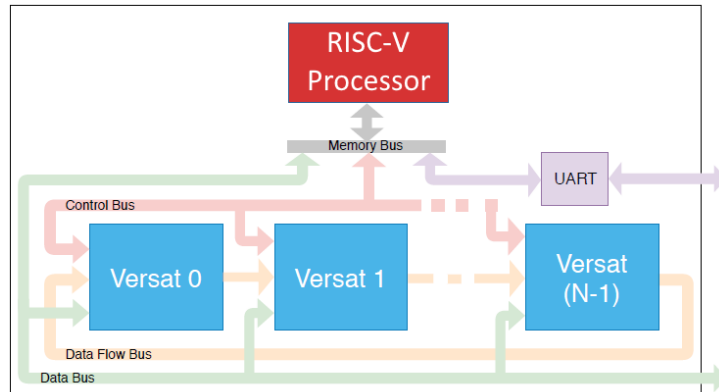 RISC-V
Processor
Memory Bus
UART
Control Bus
Versat 0
Versat 1
Versat
(N-1)
Data Flow Bus
Data Bus